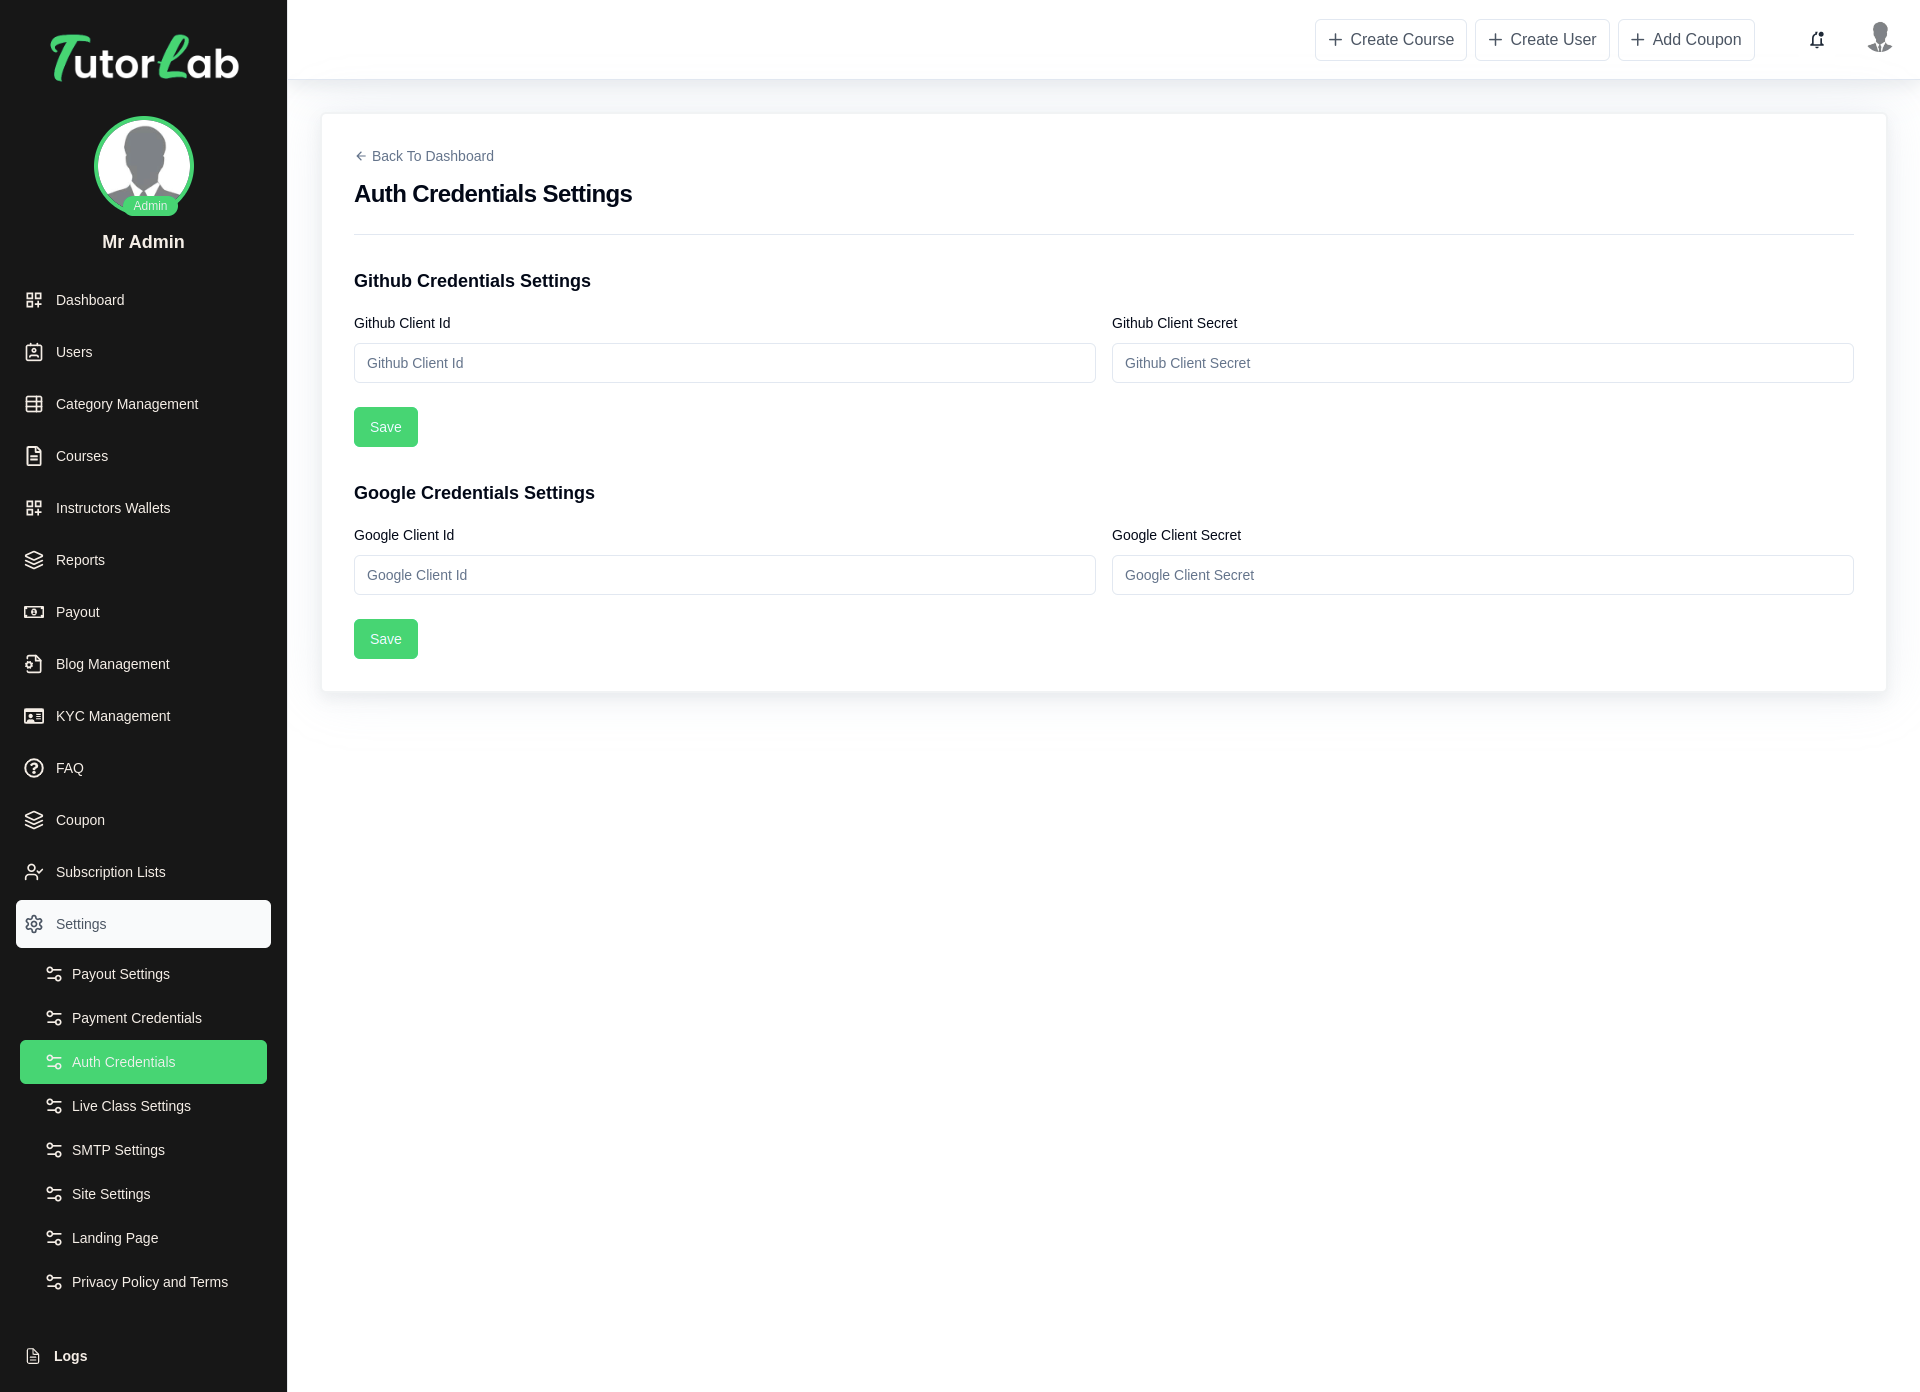 TutorLab
Admin
Mr Admin
Dashboard
Users
Category Management
Courses
Instructors Wallets
Reports
Payout
Blog Management
KYC Management
FAQ
Coupon
Subscription Lists
Settings
Payout Settings
Payment Credentials
Auth Credentials
Live Class Settings
SMTP Settings
Site Settings
Landing Page
Privacy Policy and Terms
Logs
Create Course
Create User
Add Coupon
Back To Dashboard
Auth Credentials Settings
Github Credentials Settings
Github Client Id
Github Client Secret
Github Client Id
Github Client Secret
Save
Google Credentials Settings
Google Client Id
Google Client Secret
Google Client Id
Google Client Secret
Save